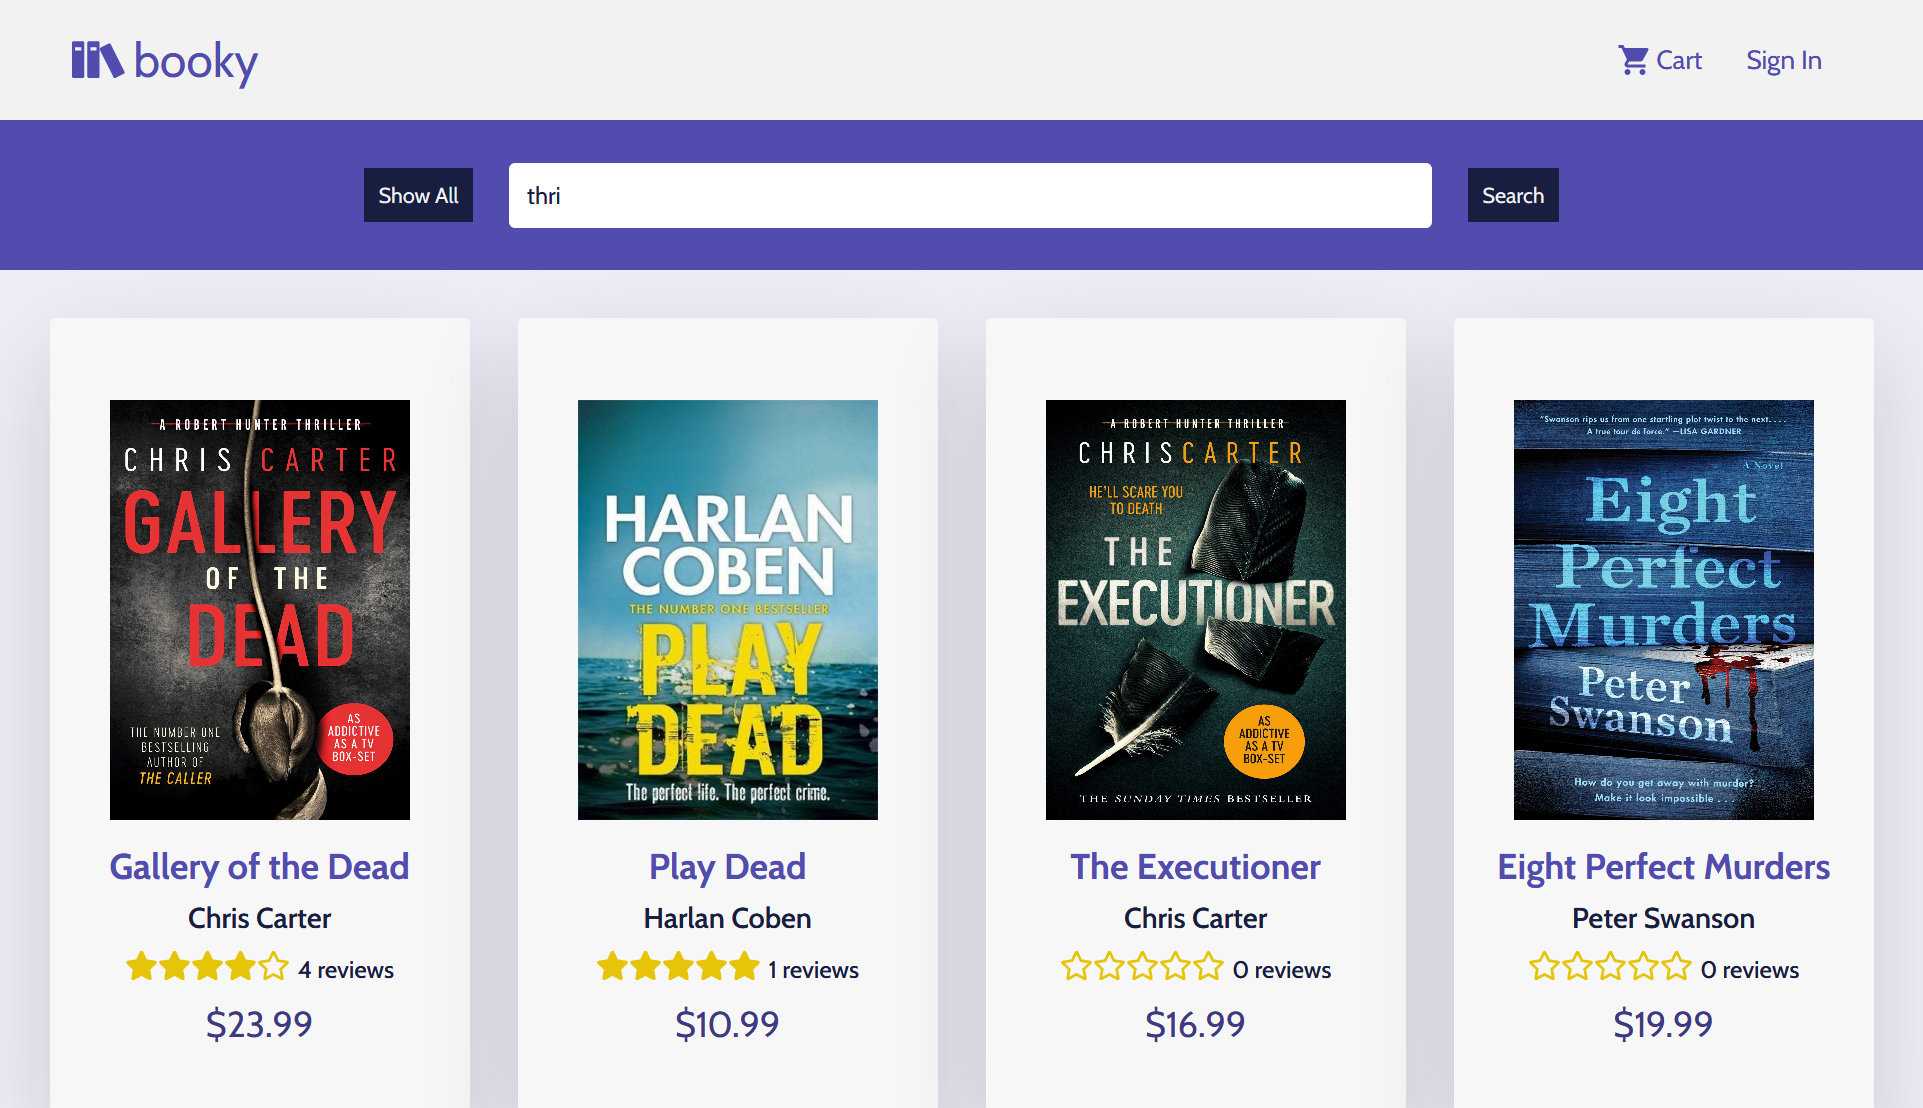 booky
Cart
Sign In
Show All
thri
Search
A ROBERT HUNTER THRILLER
CHRIS CARTER
GALLERY
OF THE
DEAD
THE NUMBER ONE
BESTSELLING
AUTHOR OF
THE CALLER
AS
ADDICTIVE
AS A TV
BOX-SET
Gallery of the Dead
Chris Carter
4 reviews
$23.99
HARLAN
COBEN
THE NUMBER ONE BESTSELLER
PLAY
DEAD
The perfect life. The perfect crime.
Play Dead
Harlan Coben
1 reviews
$10.99
A ROBERT HUNTER THRILLER
CHRIS CARTER
HE'LL SCARE YOU
TO DEATH
THE
EXECUTIONER
AS
ADDICTIVE
AS A TV
BOX-SET
THE SUNDAY TIMES BESTSELLER
The Executioner
Chris Carter
0 reviews
$16.99
"Swanson rips us from one startling plot twist to the next. . . .
A true tour de force." —LISA GARDNER
A Novel
Eight
Perfect
Murders
Peter
Swanson
How do you get away with murder?
Make it look impossible . . .
Eight Perfect Murders
Peter Swanson
0 reviews
$19.99